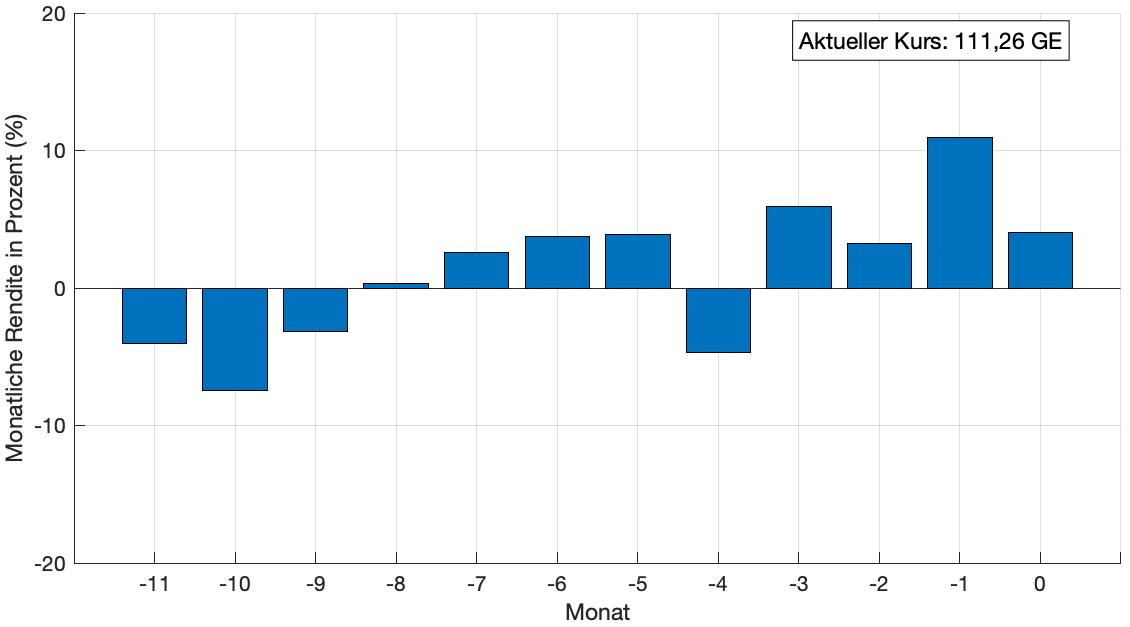 Aktueller Kurs: 111,26 GE
Monatliche Rendite in Prozent (%)
20
10
0
-10
-20
-11 -10 -9 -8 -7 -6 -5 -4 -3 -2 -1 0
Monat